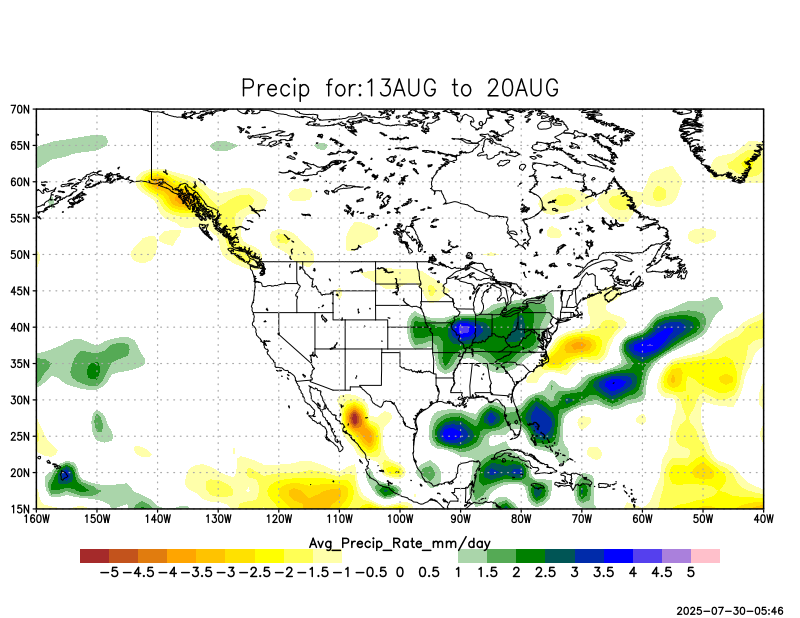 Precip for:13AUG to 20AUG
70N
65N
60N
55N
50N
45N
40N
35N
30N
25N
20N
15N
160W 150W 140W 130W 120W 110W 100W 90W 80W 70W 60W 50W 40W
Avg_Precip_Rate_mm/day
-5 -4.5 -4 -3.5 -3 -2.5 -2 -1.5 -1 -0.5 0 0.5 1 1.5 2 2.5 3 3.5 4 4.5 5
2025-07-30-05:46